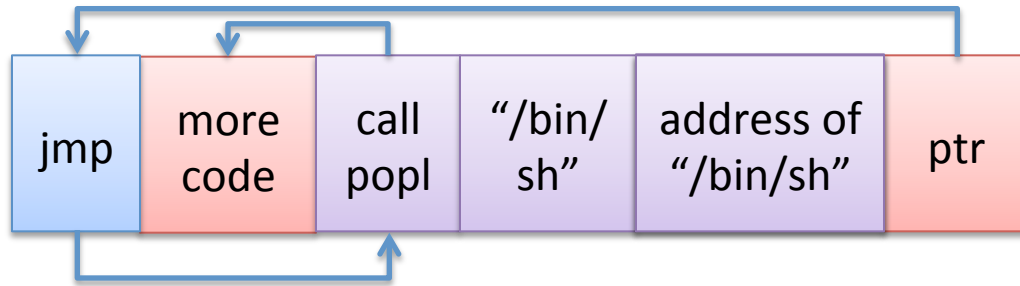 jmp
more
code
call
popl
“/bin/
sh”
address of
“/bin/sh”
ptr